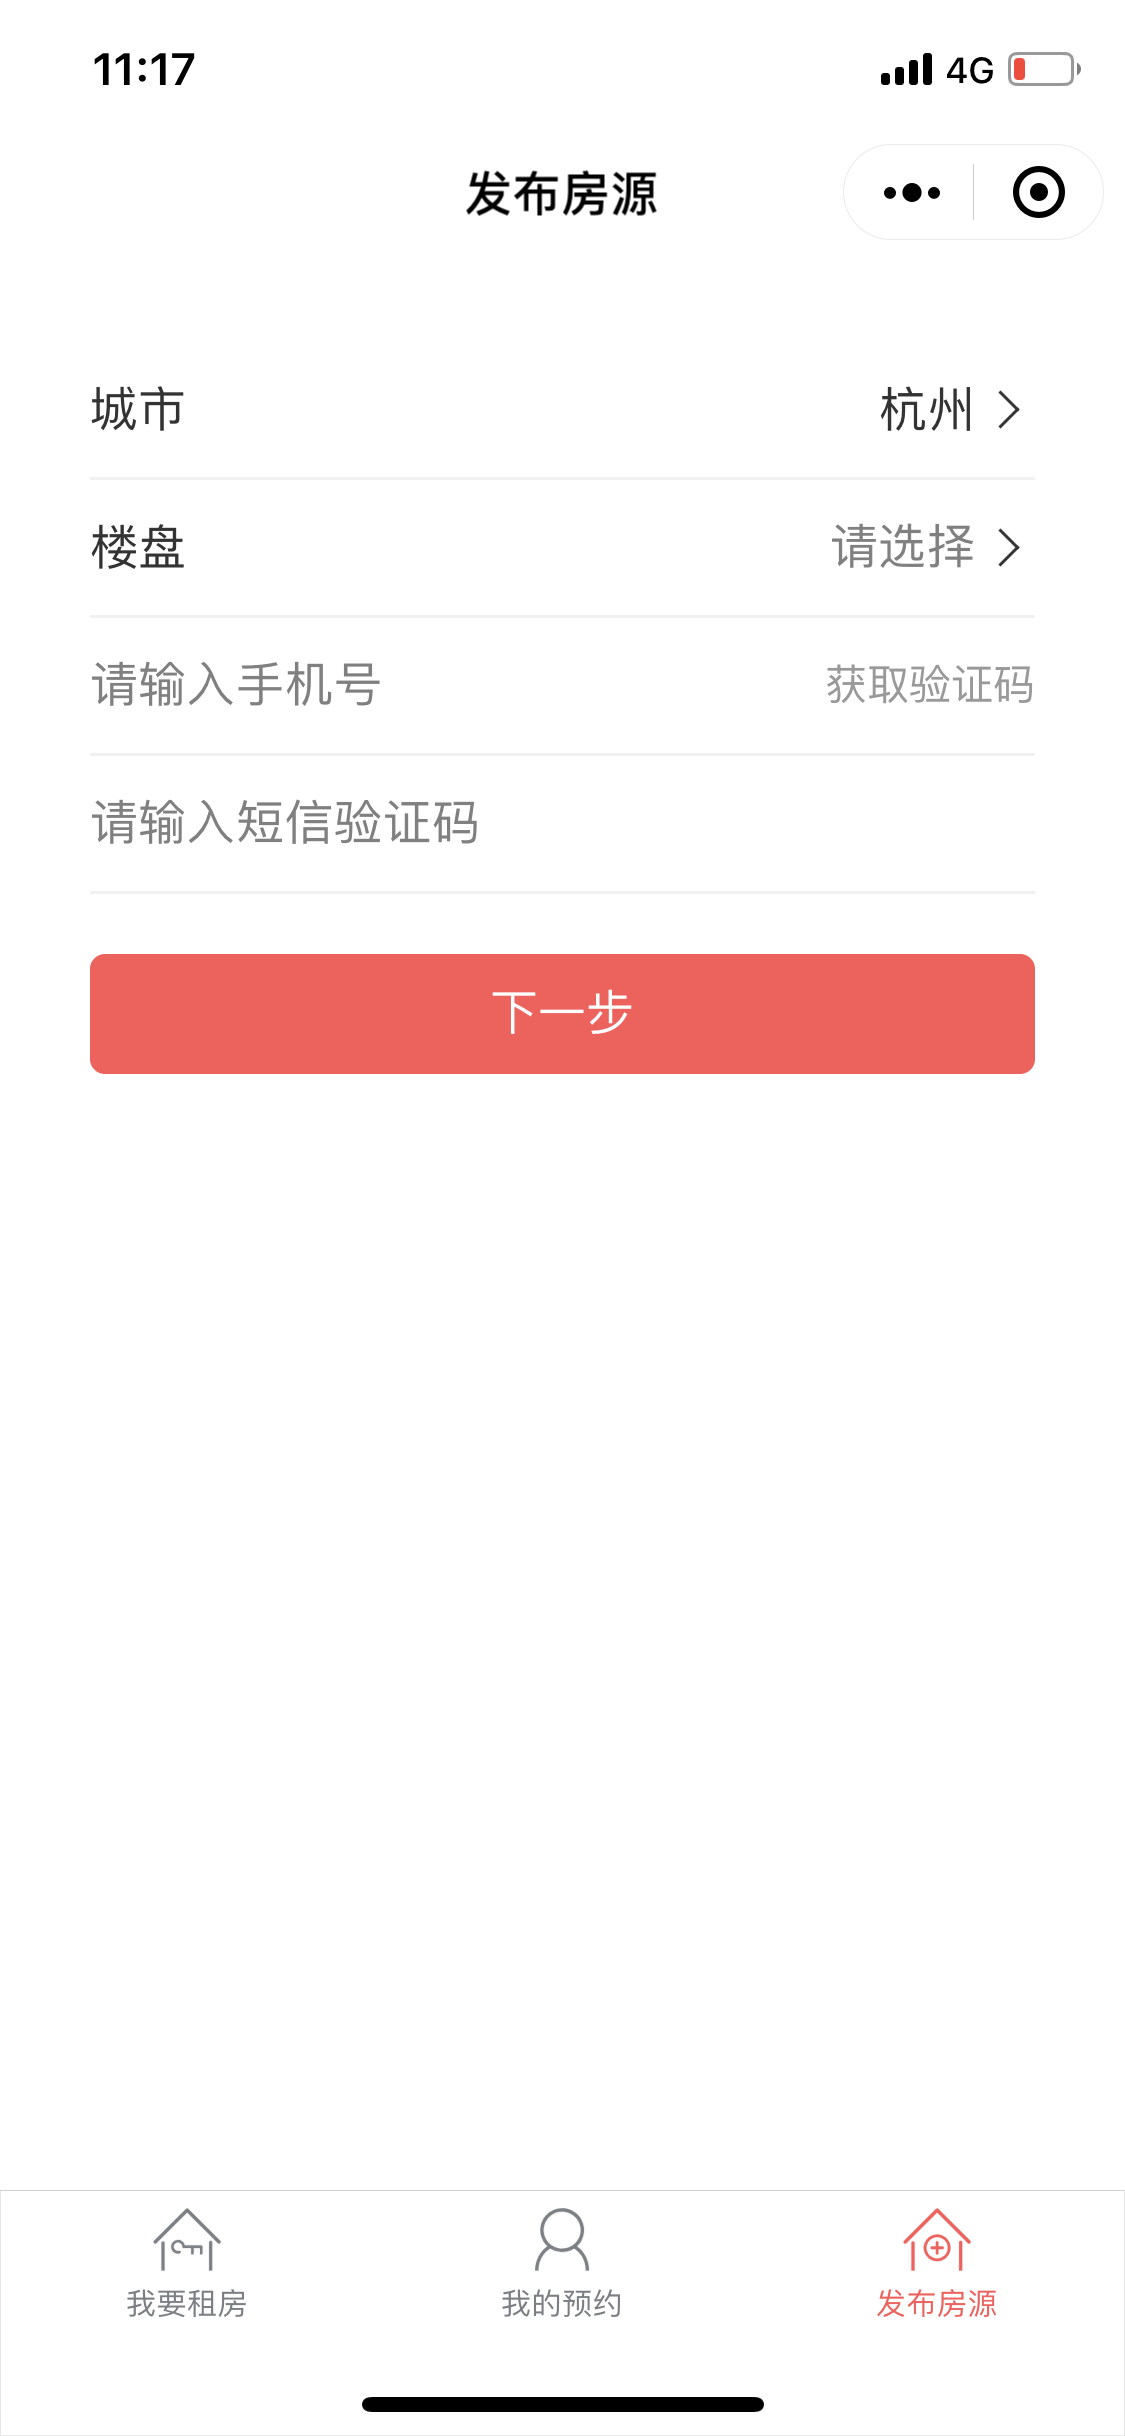 11:17 4G
发布房源
城市 杭州
楼盘 请选择
请输入手机号 获取验证码
请输入短信验证码
下一步
我要租房 我的预约 发布房源